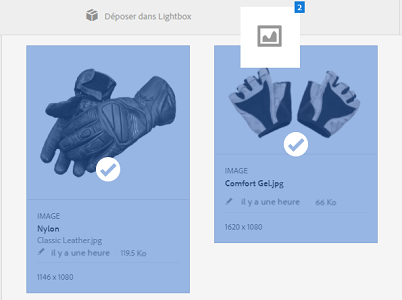 Déposer dans Lightbox
2
IMAGE
Nylon
Classic Leather.jpg
il y a une heure 119.5 Ko
1146 x 1080
IMAGE
Comfort Gel.jpg
il y a une heure 66 Ko
1620 x 1080